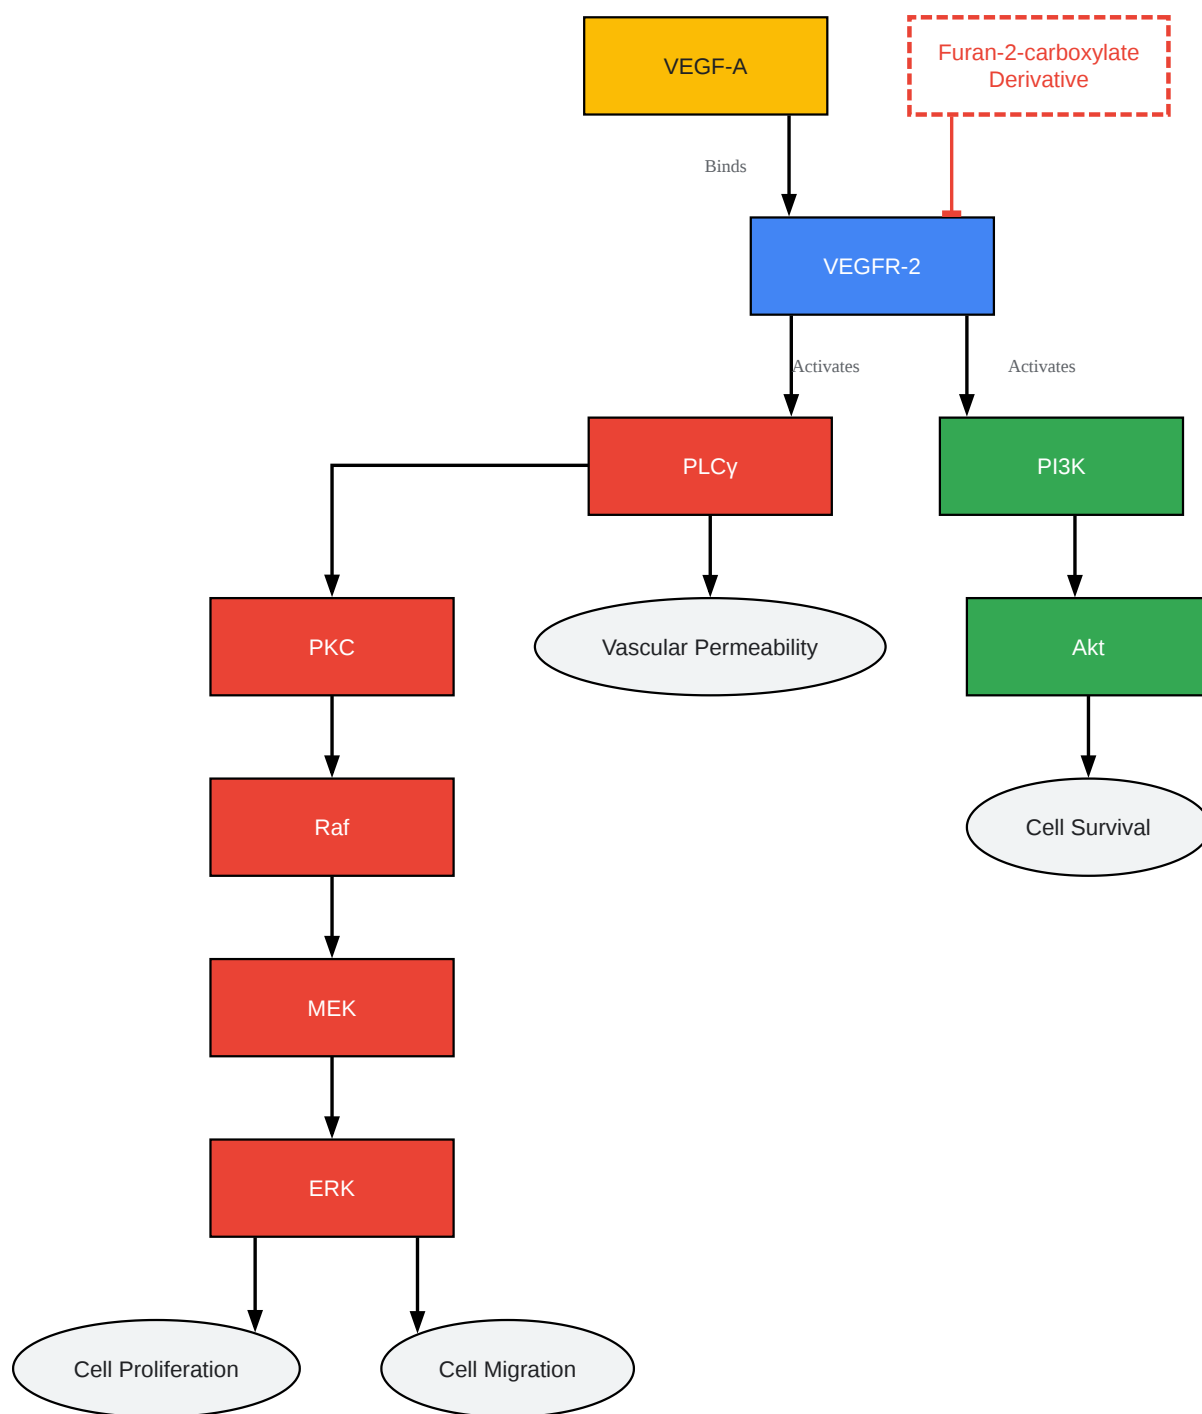 VEGF-A
Furan-2-carboxylate
Derivative
Binds
VEGFR-2
Activates
Activates
PLCγ
PI3K
PKC
Vascular Permeability
Akt
Raf
Cell Survival
MEK
ERK
Cell Proliferation
Cell Migration